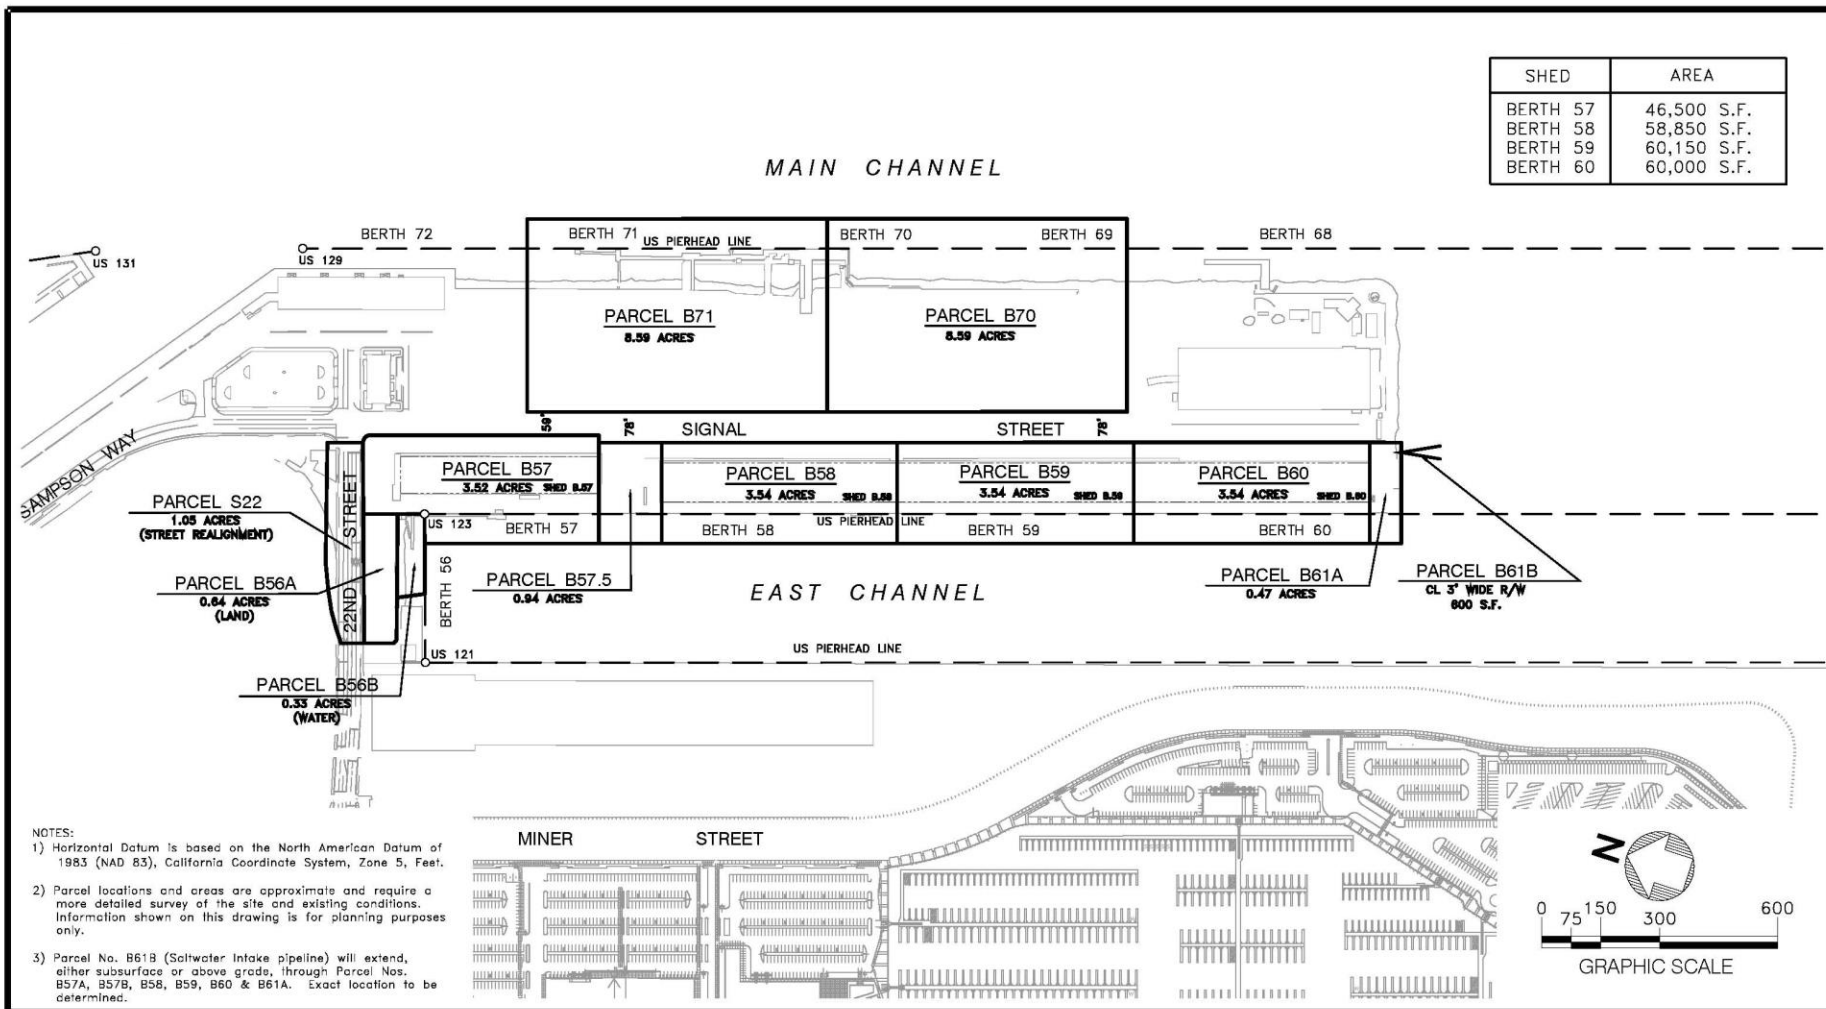 SHED AREA
BERTH 57 46,500 S.F.
BERTH 58 58,850 S.F.
BERTH 59 60,150 S.F.
BERTH 60 60,000 S.F.
MAIN CHANNEL
BERTH 72
BERTH 71
US PIERHEAD LINE
BERTH 70
BERTH 69
BERTH 68
US 131
US 129
PARCEL B71
8.59 ACRES
PARCEL B70
8.59 ACRES
59'
78'
SIGNAL STREET
78'
SAMPSON WAY
22ND STREET
PARCEL B57
3.52 ACRES SHED B.57
PARCEL B58
3.54 ACRES SHED B.58
PARCEL B59
3.54 ACRES SHED B.59
PARCEL B60
3.54 ACRES SHED B.60
PARCEL S22
1.05 ACRES
(STREET REALIGNMENT)
US 123
BERTH 57
BERTH 58
US PIERHEAD LINE
BERTH 59
BERTH 60
PARCEL B56A
0.64 ACRES
(LAND)
BERTH 56
PARCEL B57.5
0.94 ACRES
EAST CHANNEL
PARCEL B61A
0.47 ACRES
PARCEL B61B
CL 3' WIDE R/W
600 S.F.
US 121
US PIERHEAD LINE
PARCEL B56B
0.33 ACRES
(WATER)
MINER STREET
NOTES:
1) Horizontal Datum is based on the North American Datum of
1983 (NAD 83), California Coordinate System, Zone 5, Feet.
2) Parcel locations and areas are approximate and require a
more detailed survey of the site and existing conditions.
Information shown on this drawing is for planning purposes
only.
3) Parcel No. B61B (Saltwater Intake pipeline) will extend,
either subsurface or above grade, through Parcel Nos.
B57A, B57B, B58, B59, B60 & B61A. Exact location to be
determined.
N
0 75 150 300 600
GRAPHIC SCALE